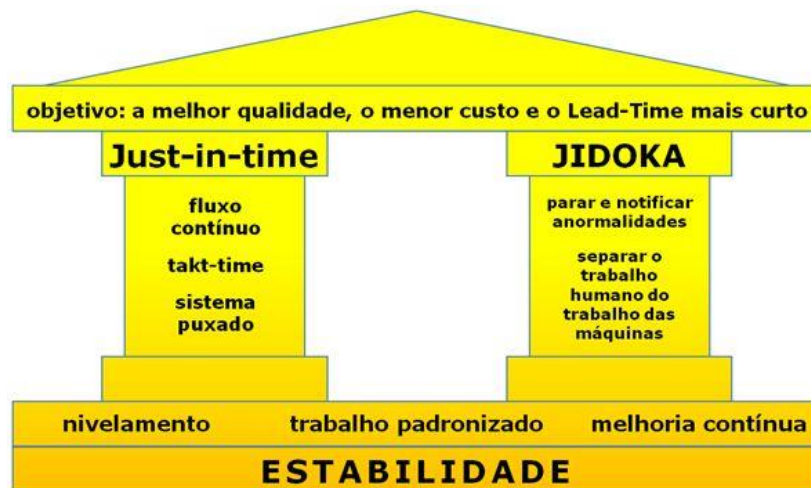 objetivo: a melhor qualidade, o menor custo e o Lead-Time mais curto
Just-in-time
fluxo
contínuo
takt-time
sistema
puxado
JIDOKA
parar e notificar
anormalidades
separar o
trabalho
humano do
trabalho das
máquinas
nivelamento
trabalho padronizado
melhoria contínua
ESTABILIDADE